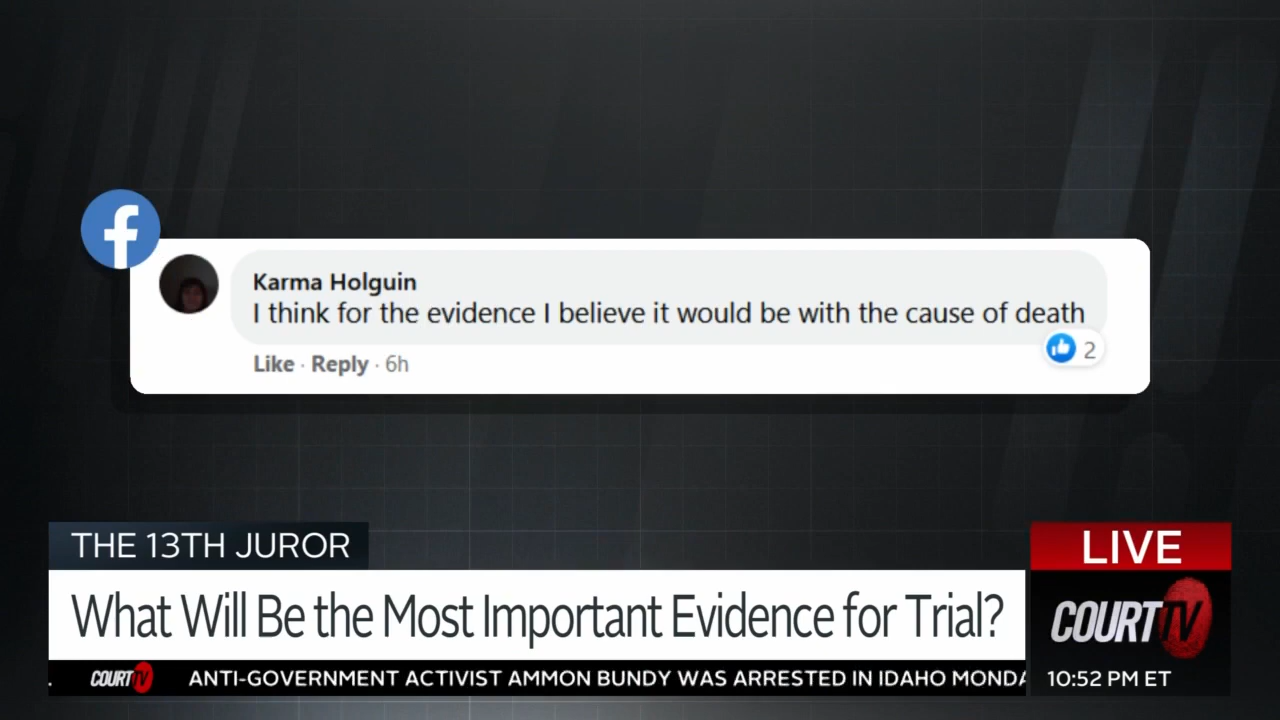 f
Karma Holguin
I think for the evidence I believe it would be with the cause of death
Like · Reply · 6h
2
THE 13TH JUROR
LIVE
What Will Be the Most Important Evidence for Trial?
COURT TV
. COURT TV ANTI-GOVERNMENT ACTIVIST AMMON BUNDY WAS ARRESTED IN IDAHO MONDA
10:52 PM ET